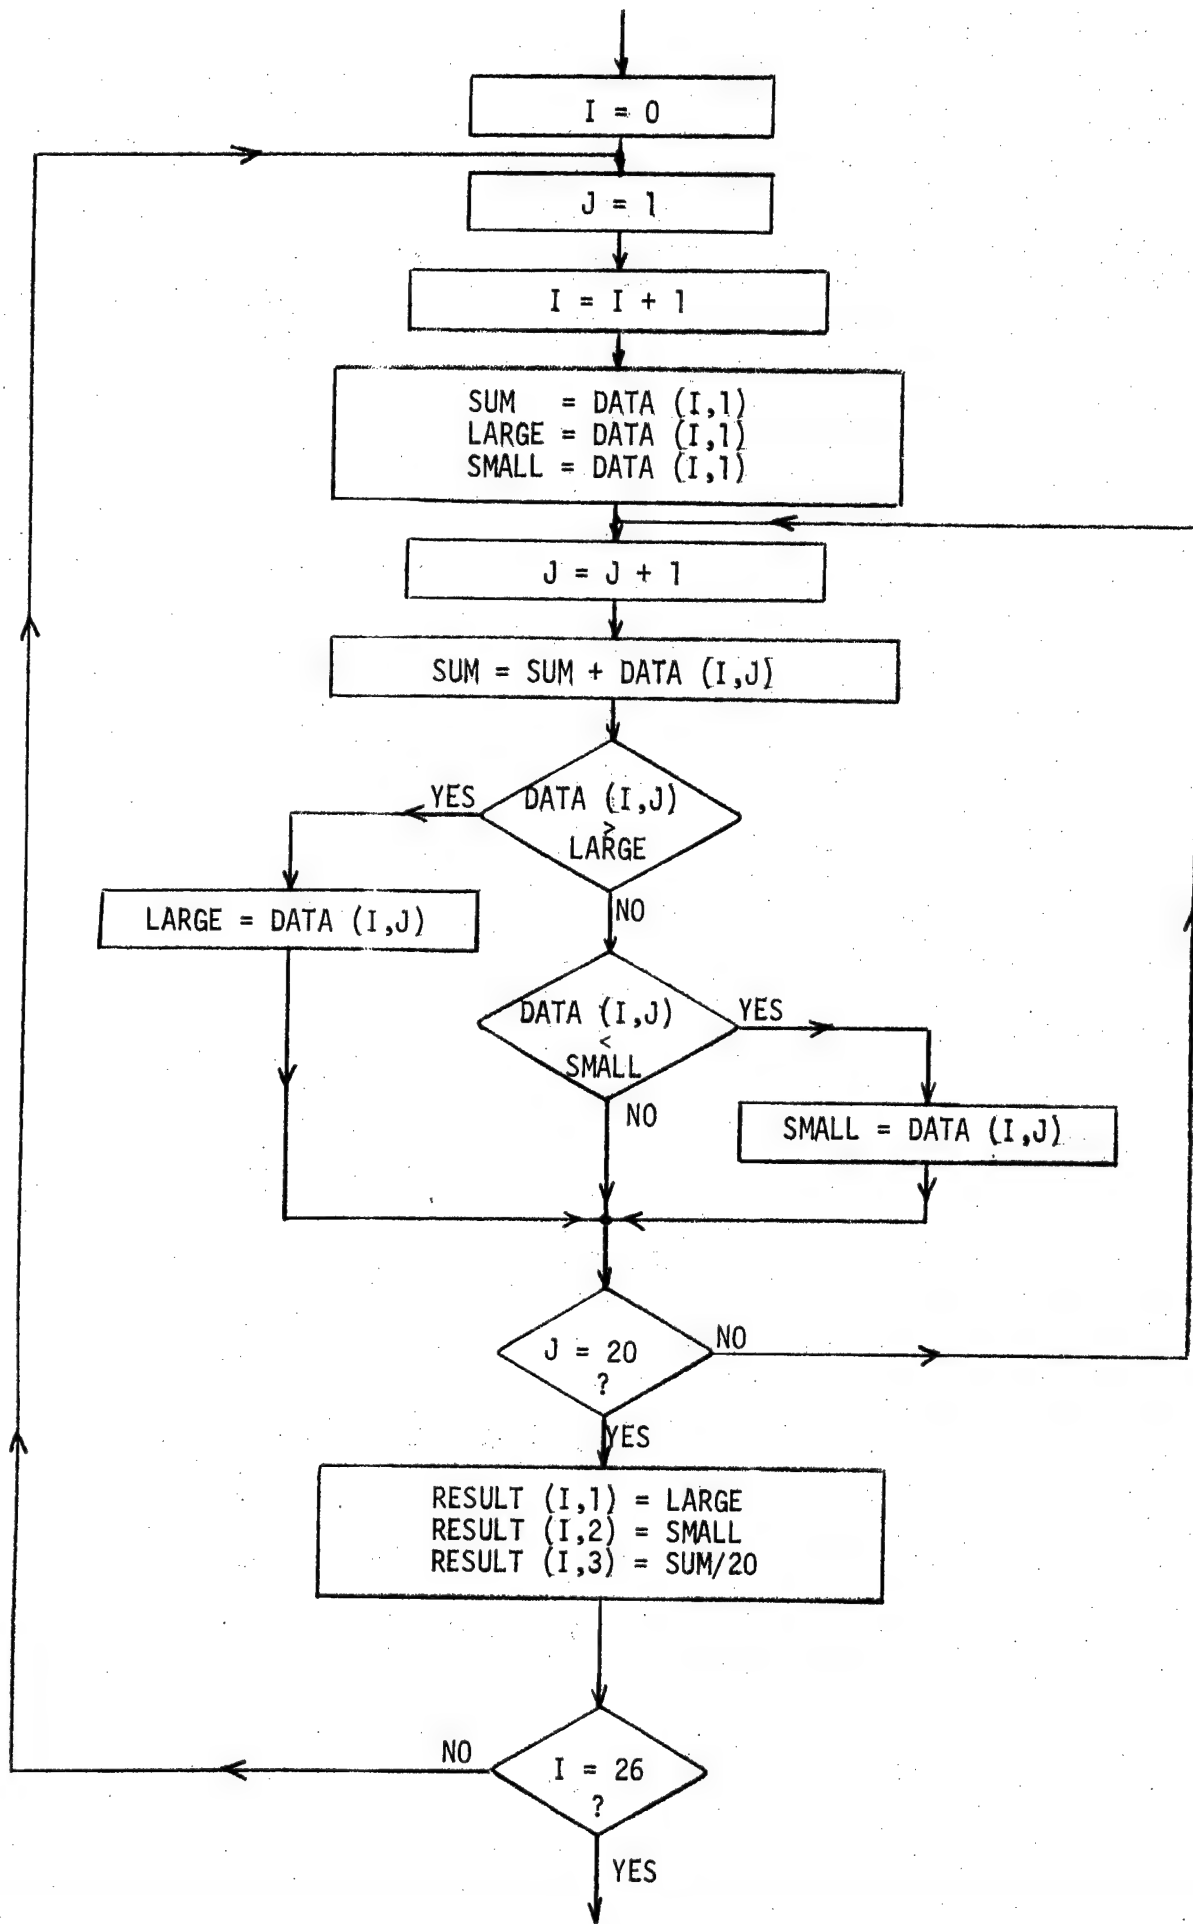 I = 0
J = 1
I = I + 1
SUM = DATA (I,1)
LARGE = DATA (I,1)
SMALL = DATA (I,1)
J = J + 1
SUM = SUM + DATA (I,J)
YES
DATA (I,J)
>
LARGE
NO
LARGE = DATA (I,J)
DATA (I,J)
<
SMALL
YES
NO
SMALL = DATA (I,J)
J = 20
?
NO
YES
RESULT (I,1) = LARGE
RESULT (I,2) = SMALL
RESULT (I,3) = SUM/20
NO
I = 26
?
YES